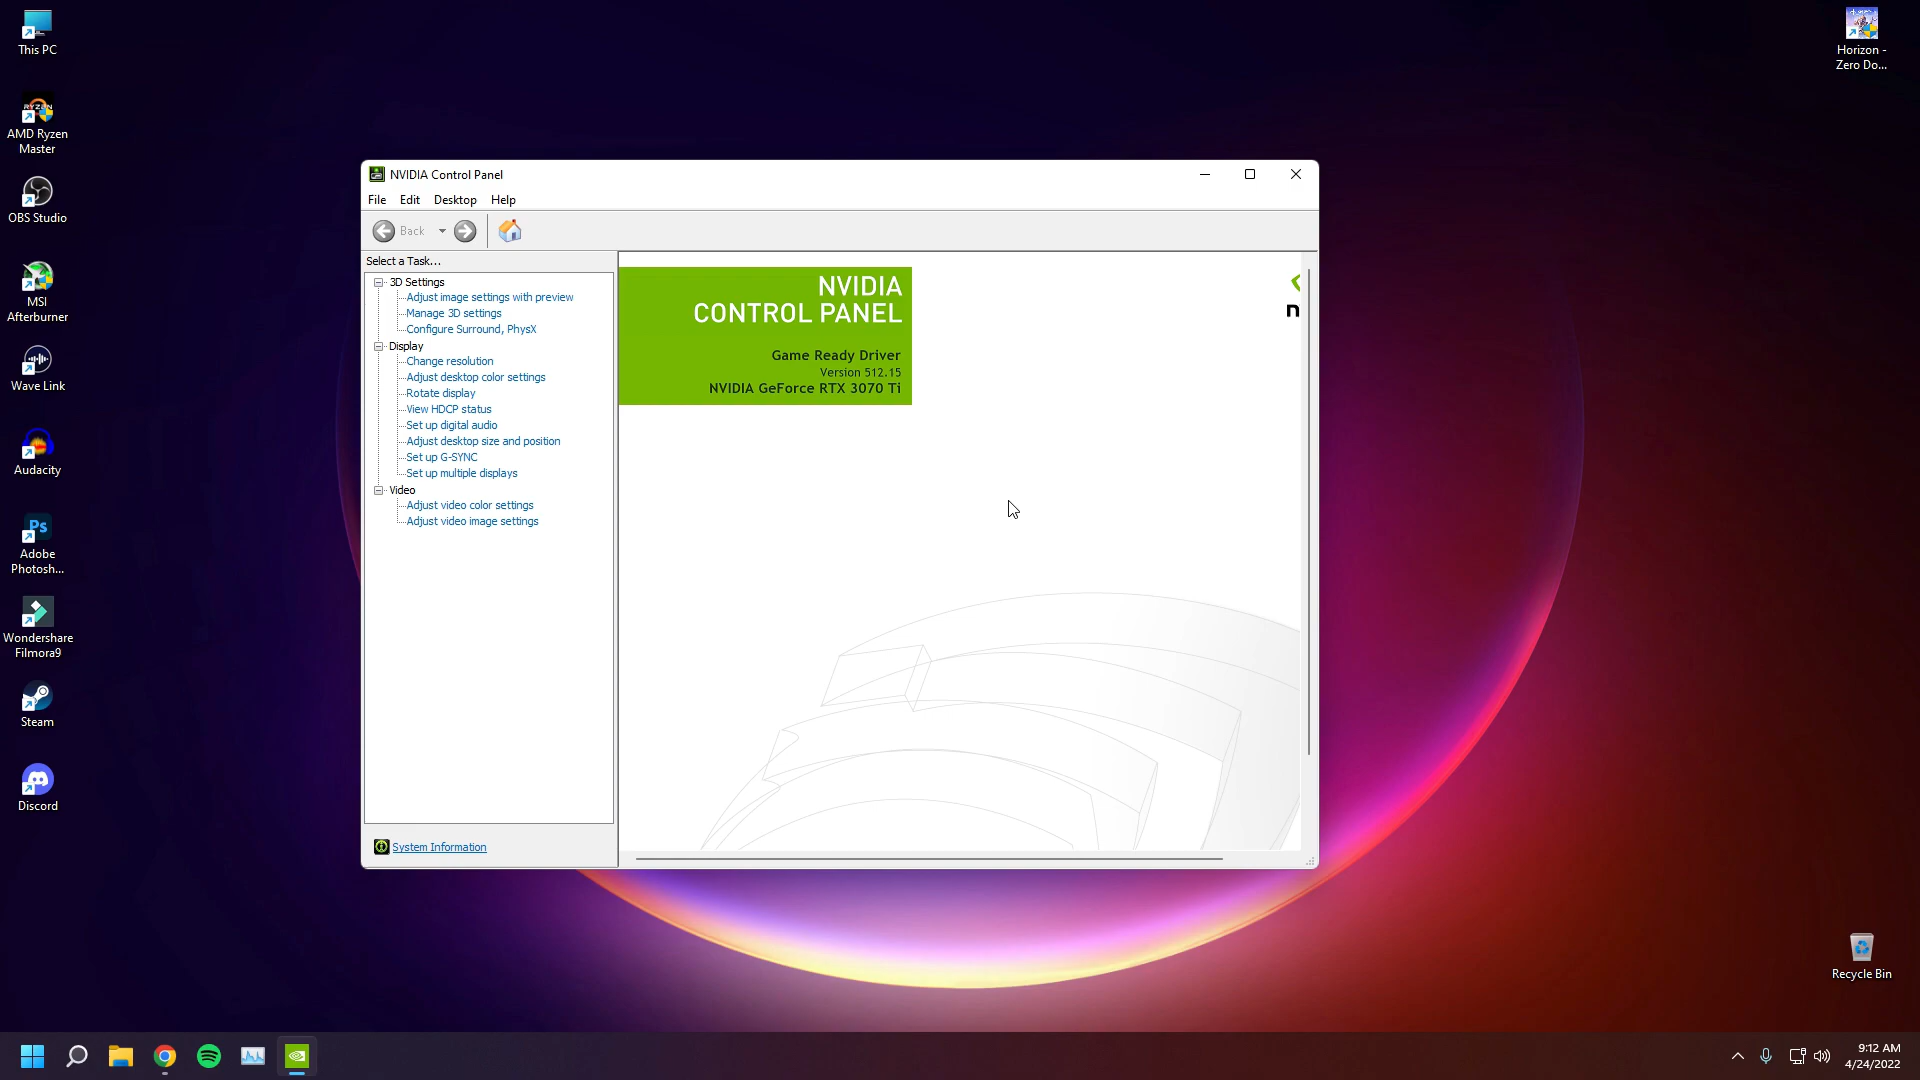 This PC
AMD Ryzen
Master
OBS Studio
MSI
Afterburner
Wave Link
Audacity
Ps
Adobe
Photosh...
Wondershare
Filmora9
Steam
Discord
Horizon -
Zero Do...
Recycle Bin
NVIDIA Control Panel
File Edit Desktop Help
Back
Select a Task...
3D Settings
Adjust image settings with preview
Manage 3D settings
Configure Surround, PhysX
Display
Change resolution
Adjust desktop color settings
Rotate display
View HDCP status
Set up digital audio
Adjust desktop size and position
Set up G-SYNC
Set up multiple displays
Video
Adjust video color settings
Adjust video image settings
System Information
NVIDIA
CONTROL PANEL
Game Ready Driver
Version 512.15
NVIDIA GeForce RTX 3070 Ti
n
9:12 AM
4/24/2022